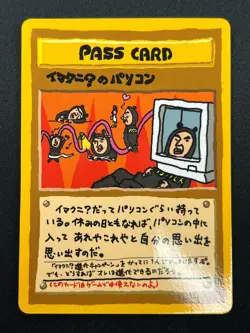 PASS CARD
イマクニ?のパソコン
イマクニ?だってパソコンぐらい持ってい
る。休みの日ともなれば、パソコンの中に
入って あれやこれやと自分の思い出を
思い出すのだ。
(このカードはゲームでは使えないのよ)